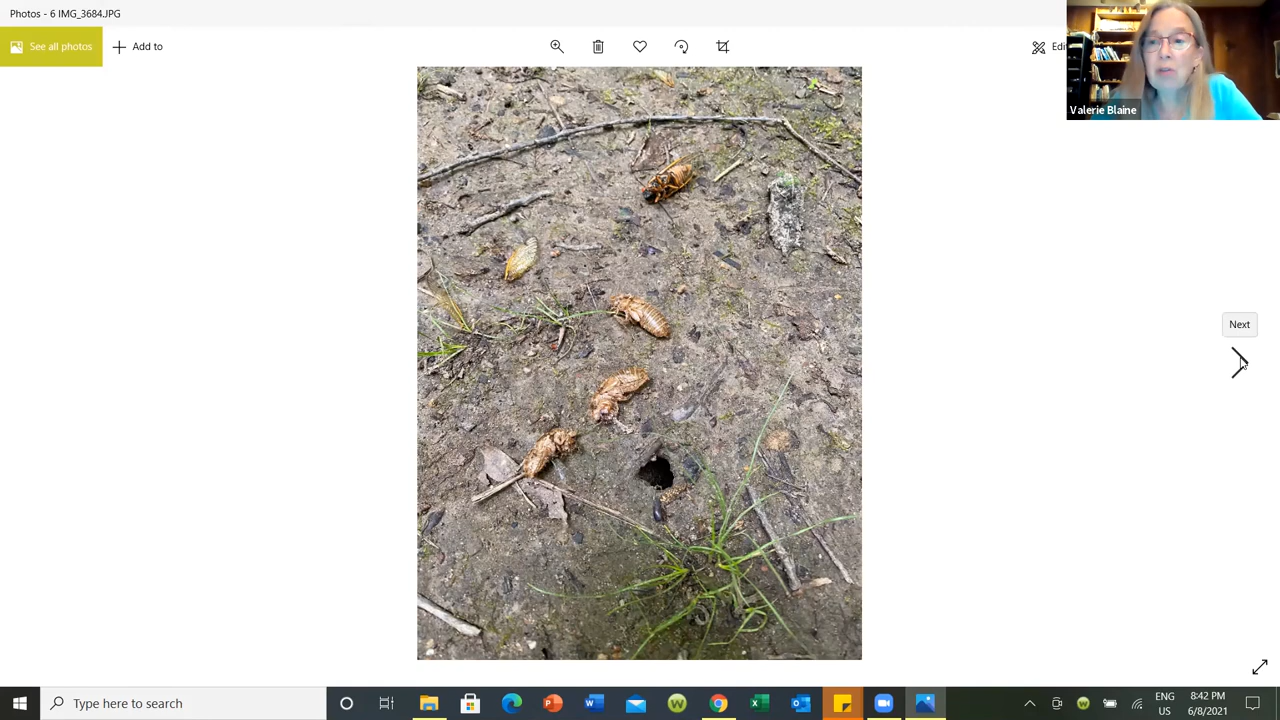 Photos - 6 IMG_3684.JPG
See all photos
Add to
Valerie Blaine
Next
Type here to search
ENG
US
8:42 PM
6/8/2021